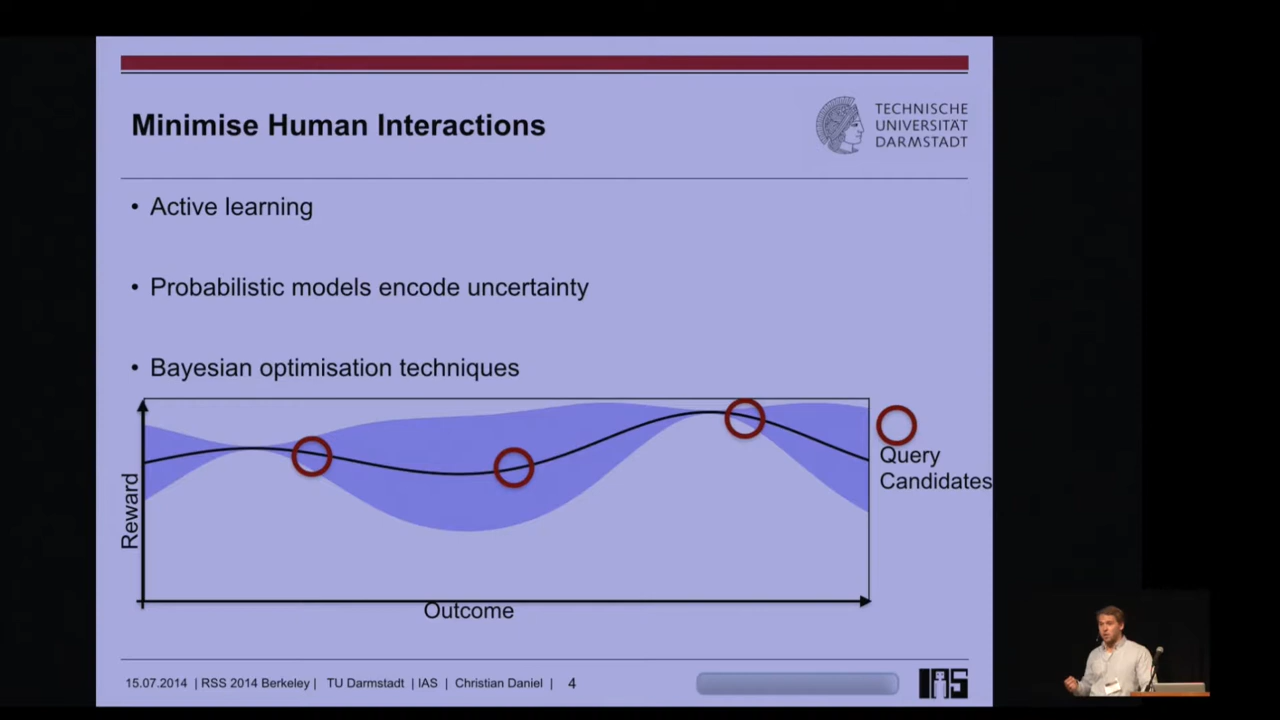 Minimise Human Interactions
TECHNISCHE
UNIVERSITÄT
DARMSTADT
• Active learning
• Probabilistic models encode uncertainty
• Bayesian optimisation techniques
Reward
Query
Candidates
Outcome
15.07.2014 | RSS 2014 Berkeley | TU Darmstadt | IAS | Christian Daniel | 4
IAS